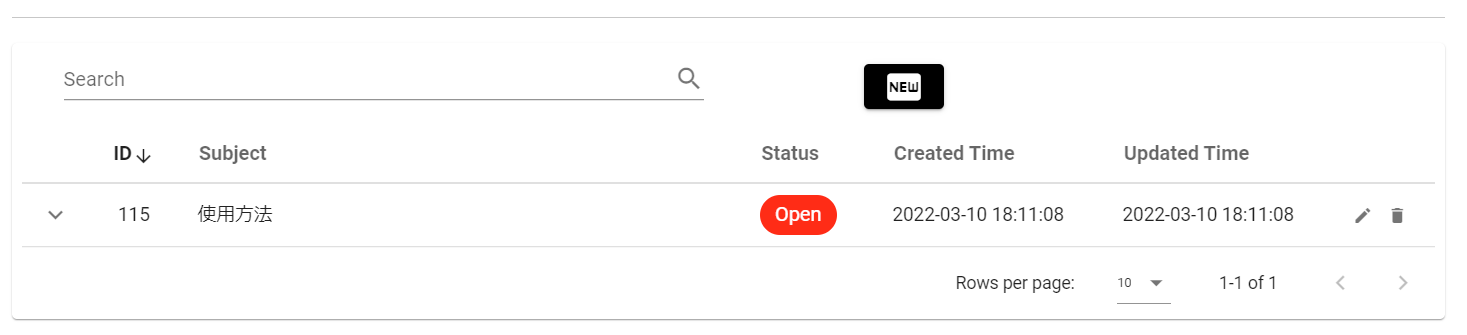 Search
NEW
ID Subject Status Created Time Updated Time
115 使用方法 Open 2022-03-10 18:11:08 2022-03-10 18:11:08
Rows per page: 10 1-1 of 1